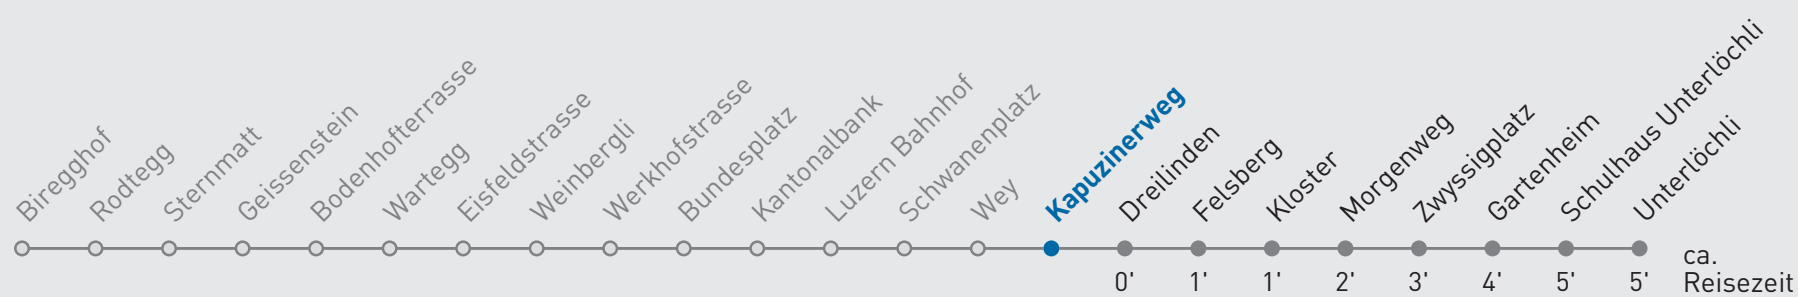 Biregghof
Rodtegg
Sternmatt
Geissenstein
Bodenhofterrasse
Wartegg
Eisfeldstrasse
Weinbergli
Werkhofstrasse
Bundesplatz
Kantonalbank
Luzern Bahnhof
Schwanenplatz
Wey
Kapuzinerweg
Dreilinden
Felsberg
Kloster
Morgenweg
Zwyssigplatz
Gartenheim
Schulhaus Unterlöchli
Unterlöchli
0' 1' 1' 2' 3' 4' 5' 5'
ca.
Reisezeit